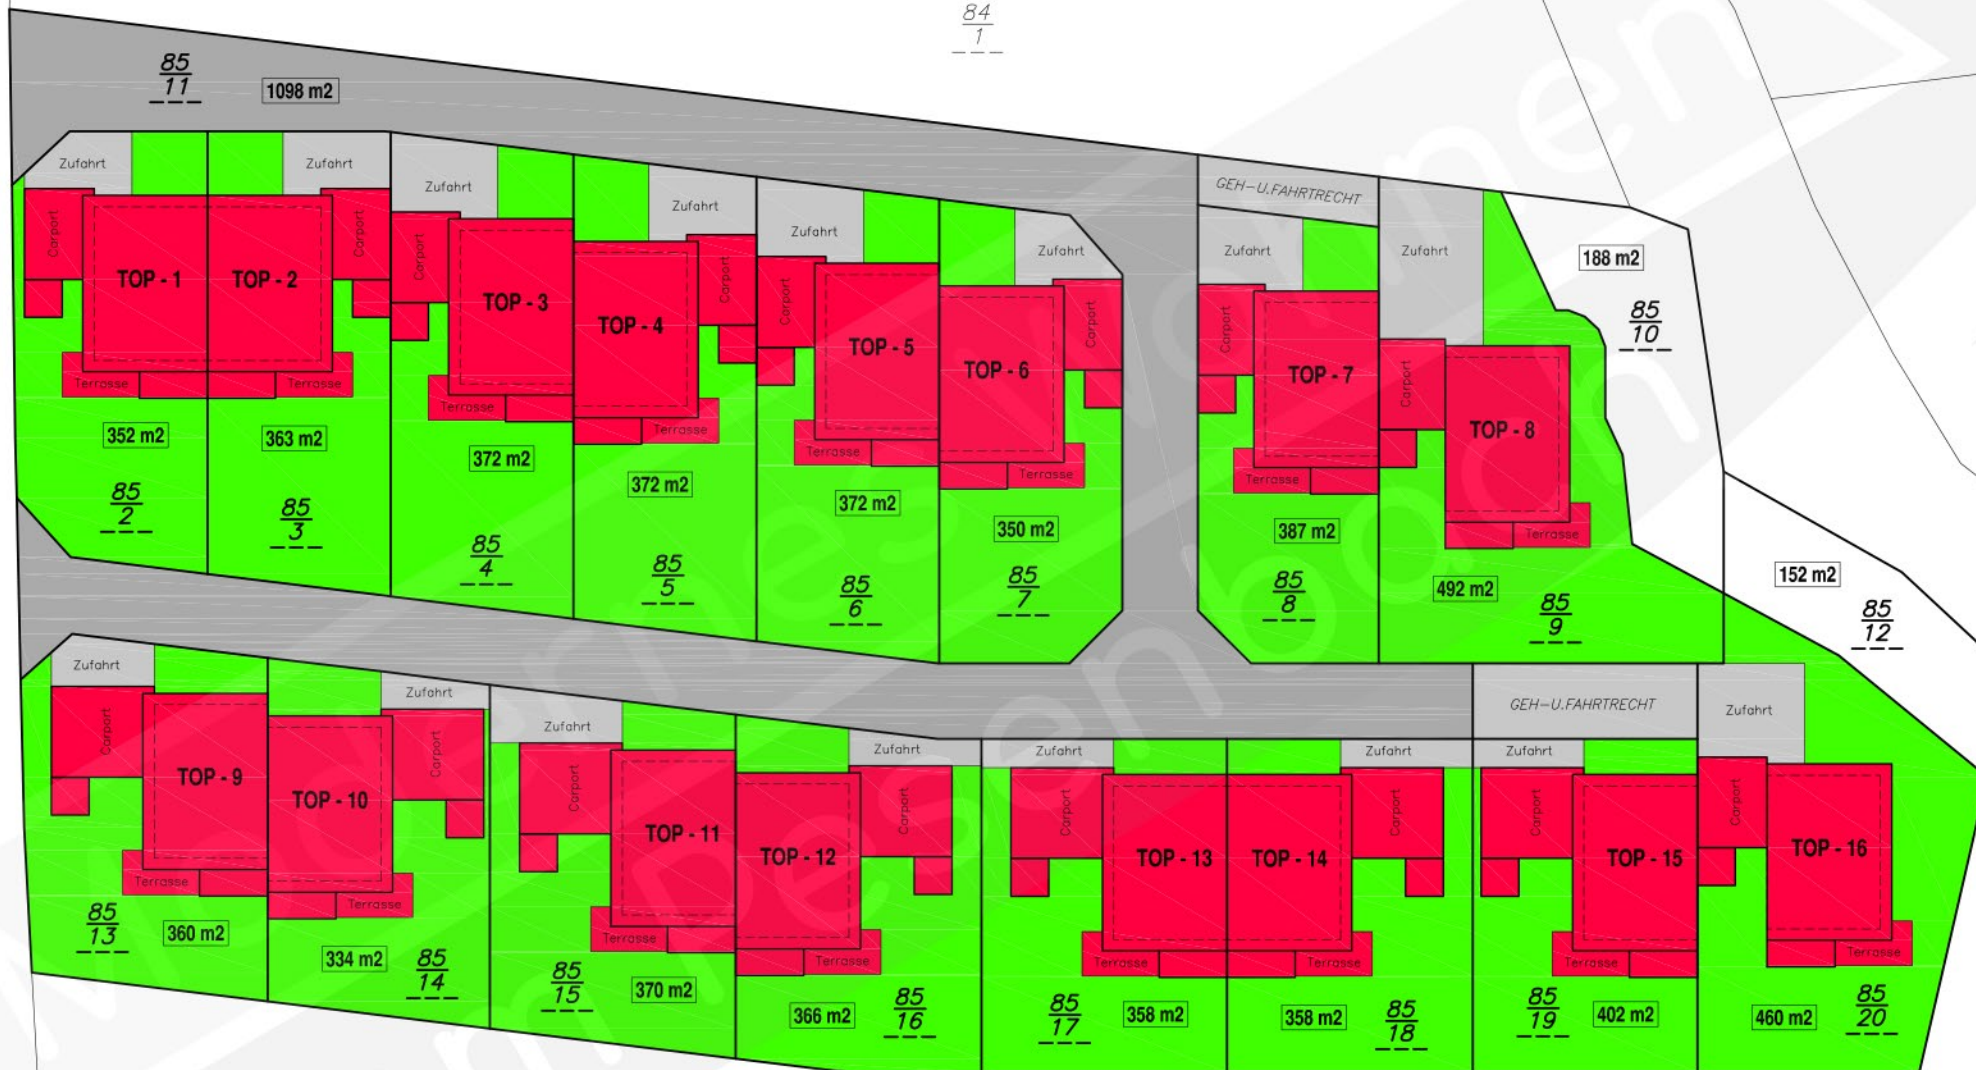 84
1
85
11
1098 m2
Zufahrt
Zufahrt
Zufahrt
Zufahrt
Zufahrt
Zufahrt
GEH-U.FAHRTRECHT
Zufahrt
Zufahrt
188 m2
85
10
Carport
TOP - 1
TOP - 2
Carport
Carport
TOP - 3
TOP - 4
Carport
Carport
TOP - 5
TOP - 6
Carport
Carport
TOP - 7
Carport
TOP - 8
Terrasse
Terrasse
Terrasse
Terrasse
Terrasse
Terrasse
Terrasse
Terrasse
352 m2
85
2
363 m2
85
3
372 m2
85
4
372 m2
85
5
372 m2
85
6
350 m2
85
7
387 m2
85
8
492 m2
85
9
152 m2
85
12
Zufahrt
Zufahrt
Zufahrt
Zufahrt
Zufahrt
Zufahrt
GEH-U.FAHRTRECHT
Zufahrt
Zufahrt
Carport
TOP - 9
TOP - 10
Carport
Carport
TOP - 11
TOP - 12
Carport
Carport
TOP - 13
TOP - 14
Carport
Carport
TOP - 15
Carport
TOP - 16
Terrasse
Terrasse
Terrasse
Terrasse
Terrasse
Terrasse
Terrasse
Terrasse
85
13
360 m2
334 m2
85
14
85
15
370 m2
366 m2
85
16
85
17
358 m2
358 m2
85
18
85
19
402 m2
460 m2
85
20
Modernes Wohnen